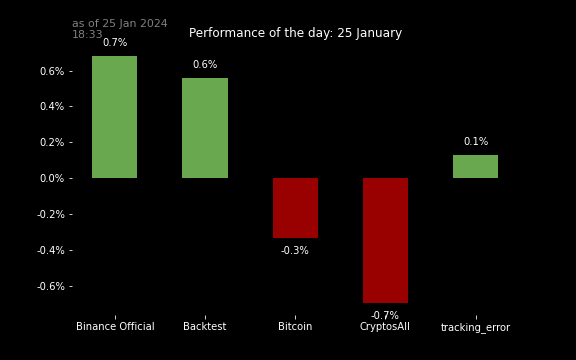 as of 25 Jan 2024
18:33
Performance of the day: 25 January
0.7%
0.6%
-0.3%
-0.7%
0.1%
0.6%
0.4%
0.2%
0.0%
-0.2%
-0.4%
-0.6%
Binance Official
Backtest
Bitcoin
CryptosAll
tracking_error